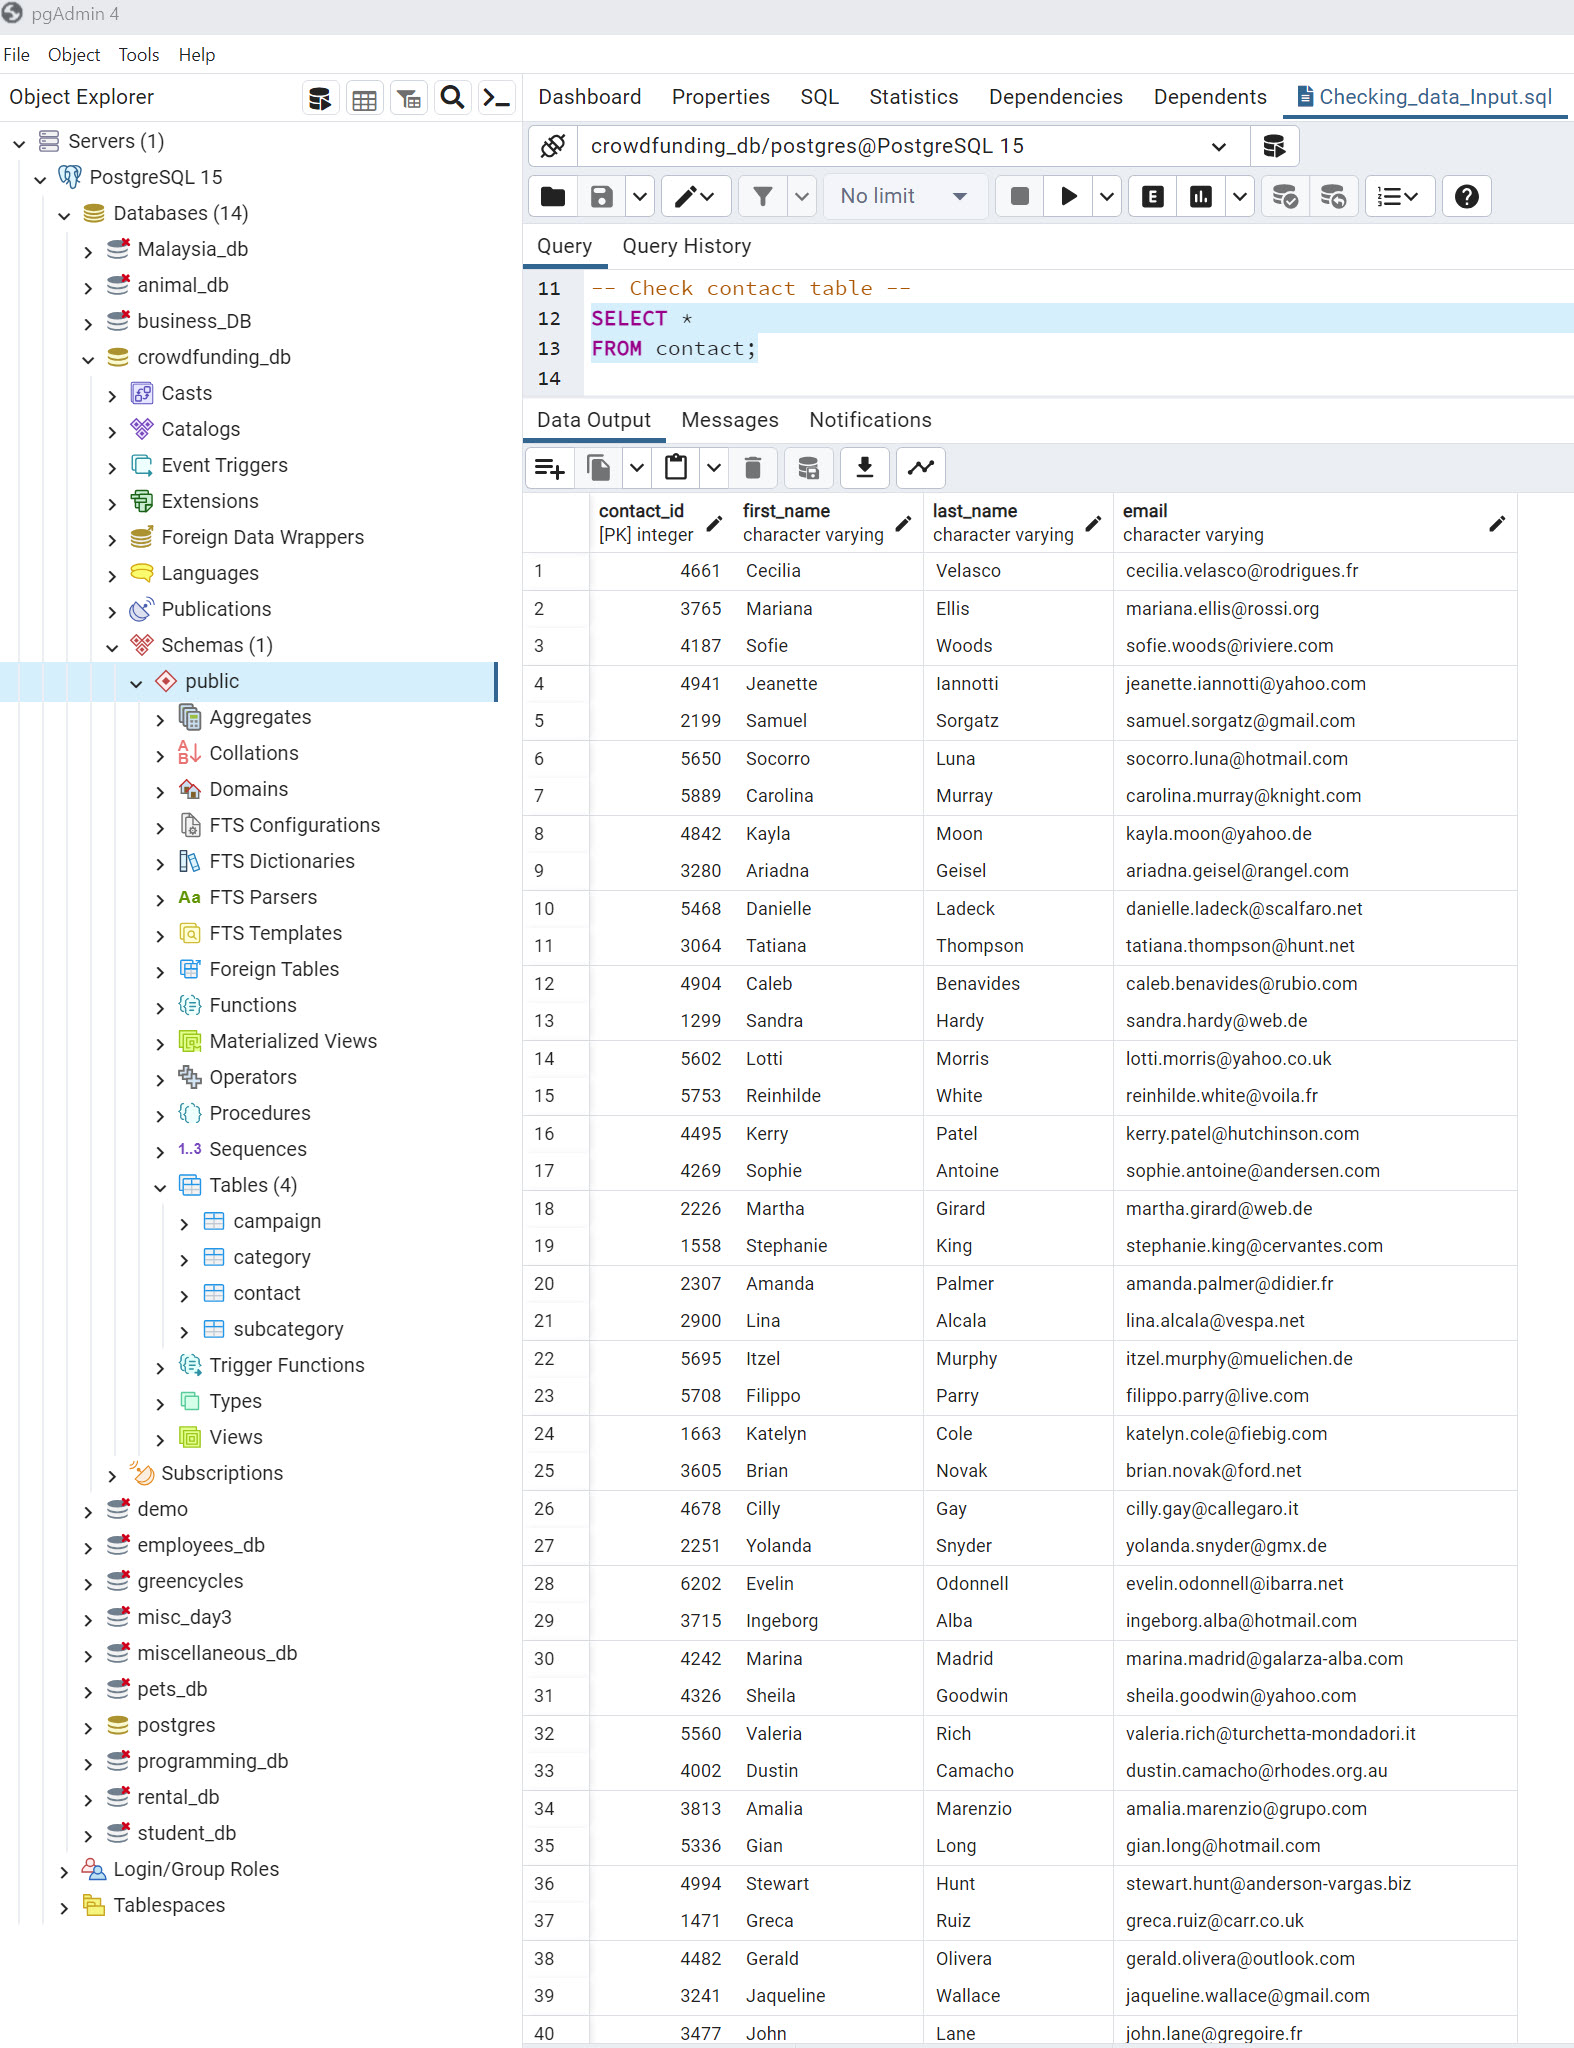 pgAdmin 4
File Object Tools Help
Object Explorer
Dashboard Properties SQL Statistics Dependencies Dependents Checking_data_Input.sql
Servers (1)
PostgreSQL 15
Databases (14)
Malaysia_db
animal_db
business_DB
crowdfunding_db
Casts
Catalogs
Event Triggers
Extensions
Foreign Data Wrappers
Languages
Publications
Schemas (1)
public
Aggregates
Collations
Domains
FTS Configurations
FTS Dictionaries
Aa FTS Parsers
FTS Templates
Foreign Tables
Functions
Materialized Views
Operators
Procedures
1..3 Sequences
Tables (4)
campaign
category
contact
subcategory
Trigger Functions
Types
Views
Subscriptions
demo
employees_db
greencycles
misc_day3
miscellaneous_db
pets_db
postgres
programming_db
rental_db
student_db
Login/Group Roles
Tablespaces
crowdfunding_db/postgres@PostgreSQL 15
No limit
E
Query Query History
11 -- Check contact table --
12 SELECT *
13 FROM contact;
14
Data Output Messages Notifications
contact_id first_name last_name email
[PK] integer character varying character varying character varying
1 4661 Cecilia Velasco cecilia.velasco@rodrigues.fr
2 3765 Mariana Ellis mariana.ellis@rossi.org
3 4187 Sofie Woods sofie.woods@riviere.com
4 4941 Jeanette Iannotti jeanette.iannotti@yahoo.com
5 2199 Samuel Sorgatz samuel.sorgatz@gmail.com
6 5650 Socorro Luna socorro.luna@hotmail.com
7 5889 Carolina Murray carolina.murray@knight.com
8 4842 Kayla Moon kayla.moon@yahoo.de
9 3280 Ariadna Geisel ariadna.geisel@rangel.com
10 5468 Danielle Ladeck danielle.ladeck@scalfaro.net
11 3064 Tatiana Thompson tatiana.thompson@hunt.net
12 4904 Caleb Benavides caleb.benavides@rubio.com
13 1299 Sandra Hardy sandra.hardy@web.de
14 5602 Lotti Morris lotti.morris@yahoo.co.uk
15 5753 Reinhilde White reinhilde.white@voila.fr
16 4495 Kerry Patel kerry.patel@hutchinson.com
17 4269 Sophie Antoine sophie.antoine@andersen.com
18 2226 Martha Girard martha.girard@web.de
19 1558 Stephanie King stephanie.king@cervantes.com
20 2307 Amanda Palmer amanda.palmer@didier.fr
21 2900 Lina Alcala lina.alcala@vespa.net
22 5695 Itzel Murphy itzel.murphy@muelichen.de
23 5708 Filippo Parry filippo.parry@live.com
24 1663 Katelyn Cole katelyn.cole@fiebig.com
25 3605 Brian Novak brian.novak@ford.net
26 4678 Cilly Gay cilly.gay@callegaro.it
27 2251 Yolanda Snyder yolanda.snyder@gmx.de
28 6202 Evelin Odonnell evelin.odonnell@ibarra.net
29 3715 Ingeborg Alba ingeborg.alba@hotmail.com
30 4242 Marina Madrid marina.madrid@galarza-alba.com
31 4326 Sheila Goodwin sheila.goodwin@yahoo.com
32 5560 Valeria Rich valeria.rich@turchetta-mondadori.it
33 4002 Dustin Camacho dustin.camacho@rhodes.org.au
34 3813 Amalia Marenzio amalia.marenzio@grupo.com
35 5336 Gian Long gian.long@hotmail.com
36 4994 Stewart Hunt stewart.hunt@anderson-vargas.biz
37 1471 Greca Ruiz greca.ruiz@carr.co.uk
38 4482 Gerald Olivera gerald.olivera@outlook.com
39 3241 Jaqueline Wallace jaqueline.wallace@gmail.com
40 3477 John Lane john.lane@gregoire.fr